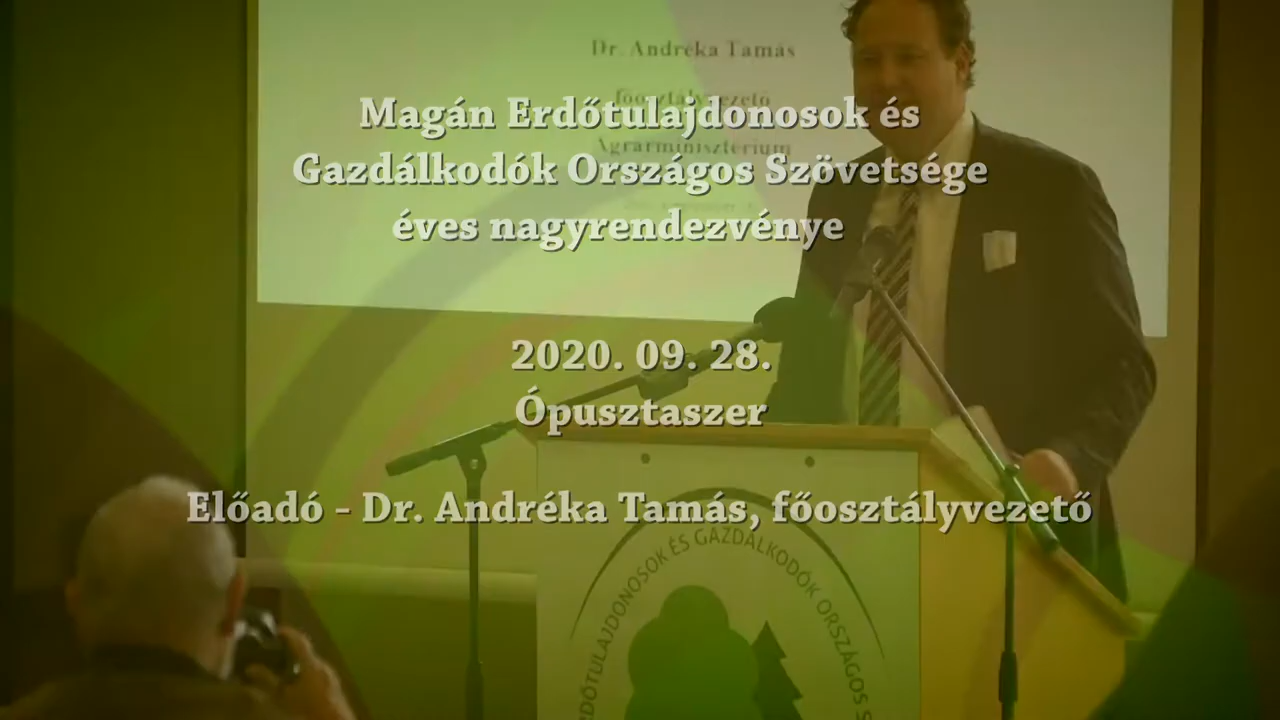 Dr. Andréka Tamás
főosztályvezető
Agrárminisztérium
Magán Erdőtulajdonosok és
Gazdálkodók Országos Szövetsége
éves nagyrendezvénye
2020. 09. 28.
Ópusztaszer
Előadó - Dr. Andréka Tamás, főosztályvezető
ERDŐTULAJDONOSOK ÉS GAZDÁLKODÓK ORSZÁGOS